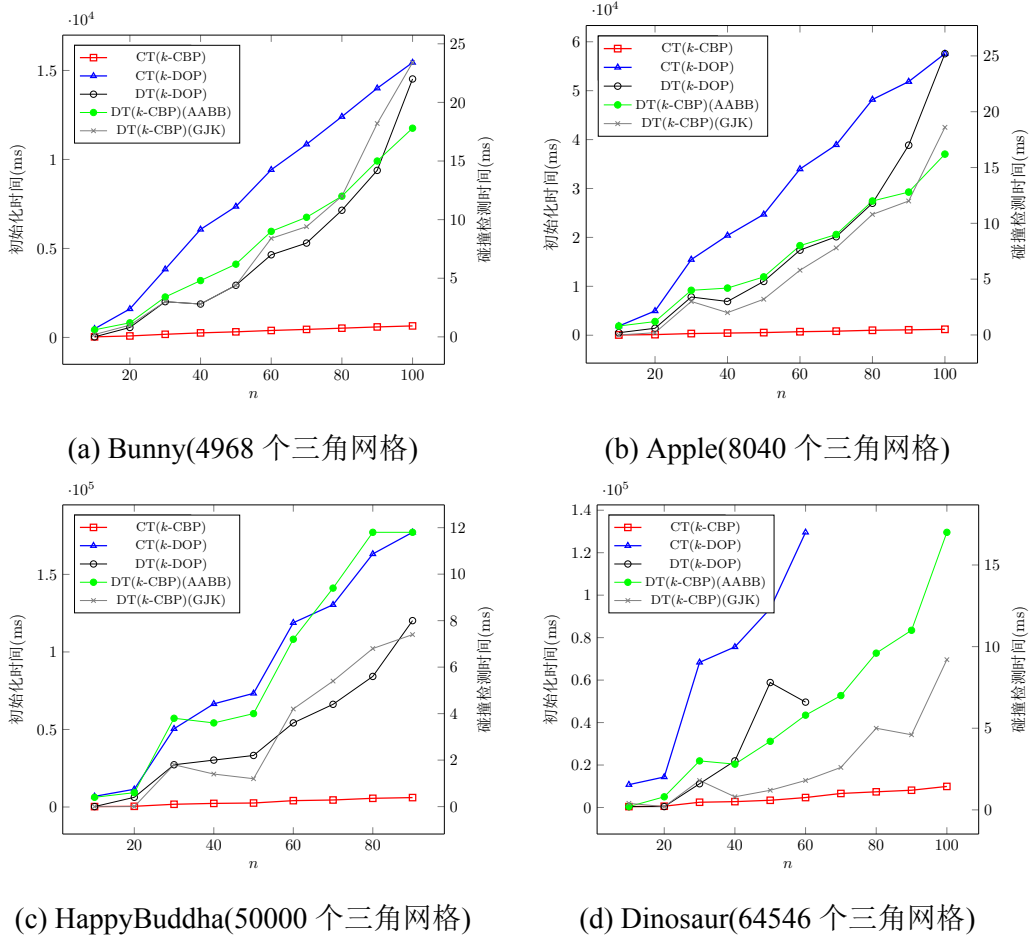 ·10⁴
CT(k-CBP)
CT(k-DOP)
DT(k-DOP)
DT(k-CBP)(AABB)
DT(k-CBP)(GJK)
初始化时间(ms)
碰撞检测时间(ms)
1.5
1
0.5
0
25
20
15
10
5
0
20 40 60 80 100
n
(a) Bunny(4968 个三角网格)
·10⁴
CT(k-CBP)
CT(k-DOP)
DT(k-DOP)
DT(k-CBP)(AABB)
DT(k-CBP)(GJK)
初始化时间(ms)
碰撞检测时间(ms)
6
5
4
3
2
1
0
25
20
15
10
5
0
20 40 60 80 100
n
(b) Apple(8040 个三角网格)
·10⁵
CT(k-CBP)
CT(k-DOP)
DT(k-DOP)
DT(k-CBP)(AABB)
DT(k-CBP)(GJK)
初始化时间(ms)
碰撞检测时间(ms)
1.5
1
0.5
0
12
10
8
6
4
2
0
20 40 60 80
n
(c) HappyBuddha(50000 个三角网格)
·10⁵
CT(k-CBP)
CT(k-DOP)
DT(k-DOP)
DT(k-CBP)(AABB)
DT(k-CBP)(GJK)
初始化时间(ms)
碰撞检测时间(ms)
1.4
1.2
1
0.8
0.6
0.4
0.2
0
15
10
5
0
20 40 60 80 100
n
(d) Dinosaur(64546 个三角网格)